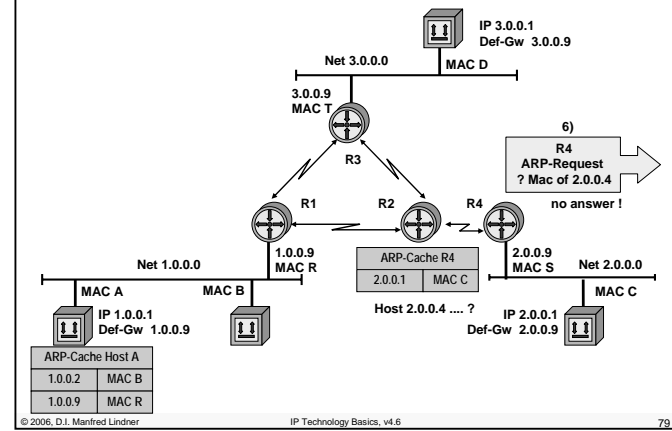 IP 3.0.0.1
Def-Gw 3.0.0.9
Net 3.0.0.0
MAC D
3.0.0.9
MAC T
R3
6)
R4
ARP-Request
? Mac of 2.0.0.4
no answer !
R1
R2
R4
1.0.0.9
MAC R
ARP-Cache R4
2.0.0.1 MAC C
2.0.0.9
MAC S
Net 2.0.0.0
Net 1.0.0.0
MAC A
MAC B
MAC C
Host 2.0.0.4 .... ?
IP 1.0.0.1
Def-Gw 1.0.0.9
IP 2.0.0.1
Def-Gw 2.0.0.9
ARP-Cache Host A
1.0.0.2 MAC B
1.0.0.9 MAC R
© 2006, D.I. Manfred Lindner
IP Technology Basics, v4.6
79